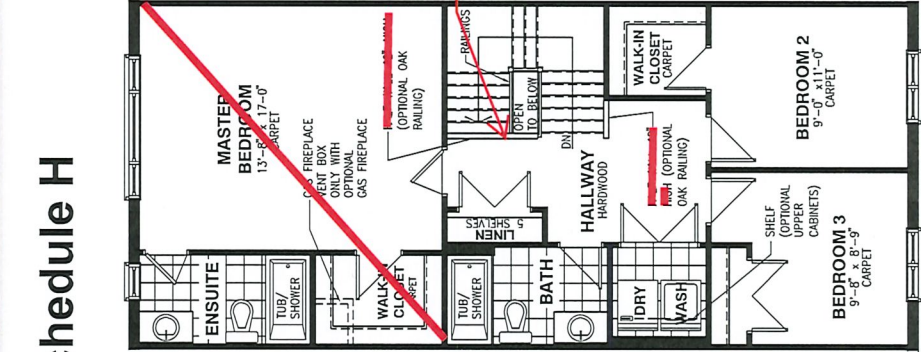 hedule H
MASTER
BEDROOM
13'-8" x 17'-0"
CARPET
(OPTIONAL OAK
RAILING)
GAS FIREPLACE
VENT BOX
ONLY WITH
OPTIONAL
GAS FIREPLACE
ENSUITE
TUB/
SHOWER
WALK-IN
CLOSET
CARPET
RAILINGS
OPEN
TO BELOW
DN
LINEN
5 SHELVES
HALLWAY
HARDWOOD
HIGH (OPTIONAL
OAK RAILING)
TUB/
SHOWER
BATH
DRY
WASH
WALK-IN
CLOSET
CARPET
BEDROOM 2
9'-0" x11'-0"
CARPET
SHELF
(OPTIONAL
UPPER
CABINETS)
BEDROOM 3
9'-8" x 8'-9"
CARPET